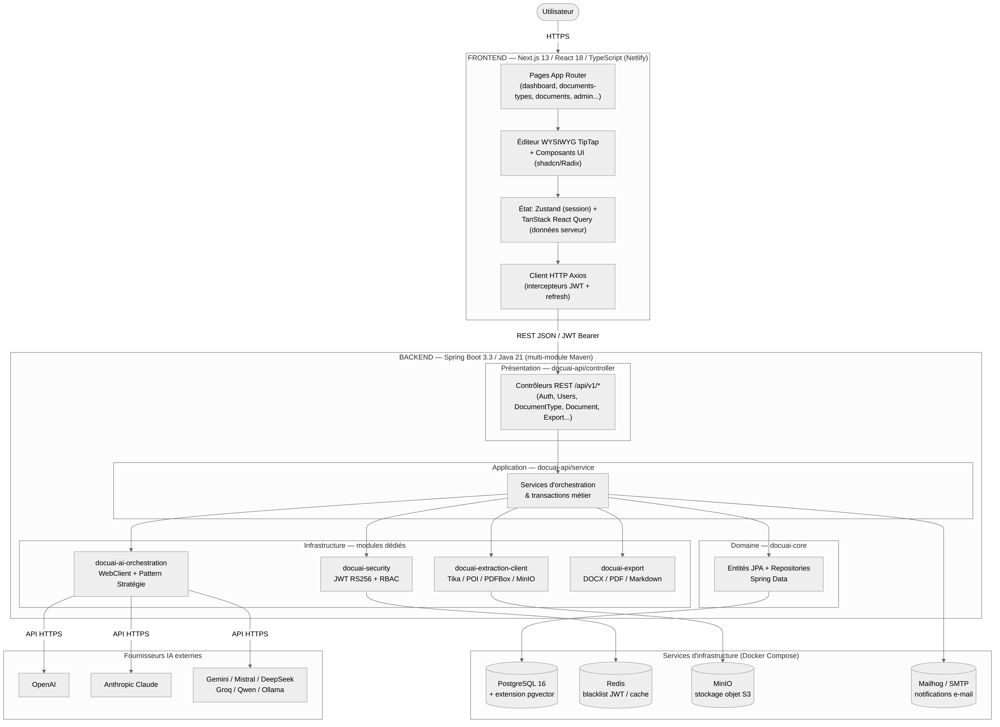 Utilisateur
HTTPS
FRONTEND — Next.js 13 / React 18 / TypeScript (Netlify)
Pages App Router
(dashboard, documents-
types, documents, admin...)
Éditeur WYSIWYG TipTap
+ Composants UI
(shadcn/Radix)
État: Zustand (session) +
TanStack React Query
(données serveur)
Client HTTP Axios
(intercepteurs JWT +
refresh)
REST JSON / JWT Bearer
BACKEND — Spring Boot 3.3 / Java 21 (multi-module Maven)
Présentation — docuai-api/controller
Contrôleurs REST /api/v1/*
(Auth, Users,
DocumentType, Document,
Export...)
Application — docuai-api/service
Services d'orchestration
& transactions métier
Infrastructure — modules dédiés
docuai-ai-orchestration
WebClient + Pattern
Stratégie
docuai-security
JWT RS256 + RBAC
docuai-extraction-client
Tika / POI / PDFBox / MinIO
docuai-export
DOCX / PDF / Markdown
Domaine — docuai-core
Entités JPA + Repositories
Spring Data
API HTTPS
API HTTPS
API HTTPS
Fournisseurs IA externes
OpenAI
Anthropic Claude
Gemini / Mistral / DeepSeek
Groq / Qwen / Ollama
Services d'infrastructure (Docker Compose)
PostgreSQL 16
+ extension pgvector
Redis
blacklist JWT / cache
MinIO
stockage objet S3
Mailhog / SMTP
notifications e-mail